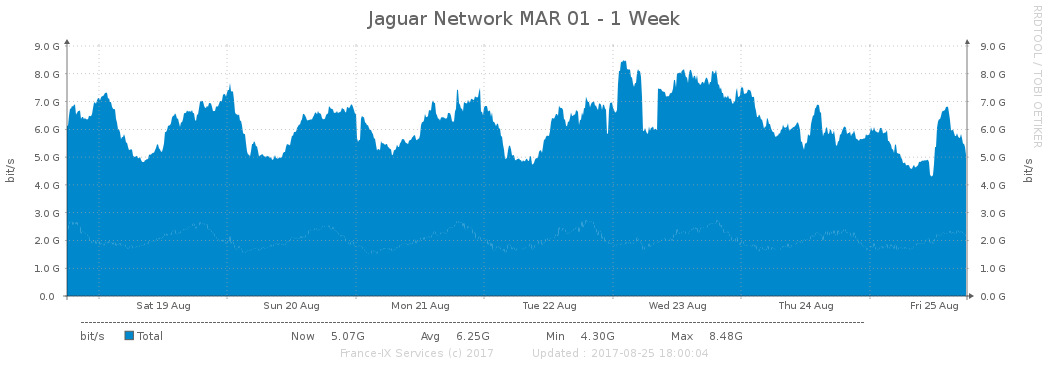 Jaguar Network MAR 01 - 1 Week
RRDTOOL / TOBI OETIKER
bit/s
9.0 G 9.0 G
8.0 G 8.0 G
7.0 G 7.0 G
6.0 G 6.0 G
5.0 G 5.0 G
4.0 G 4.0 G
3.0 G 3.0 G
2.0 G 2.0 G
1.0 G 1.0 G
0.0 0.0 G
bit/s
Sat 19 Aug Sun 20 Aug Mon 21 Aug Tue 22 Aug Wed 23 Aug Thu 24 Aug Fri 25 Aug
bit/s Total Now 5.07G Avg 6.25G Min 4.30G Max 8.48G
France-IX Services (c) 2017 Updated : 2017-08-25 18:00:04